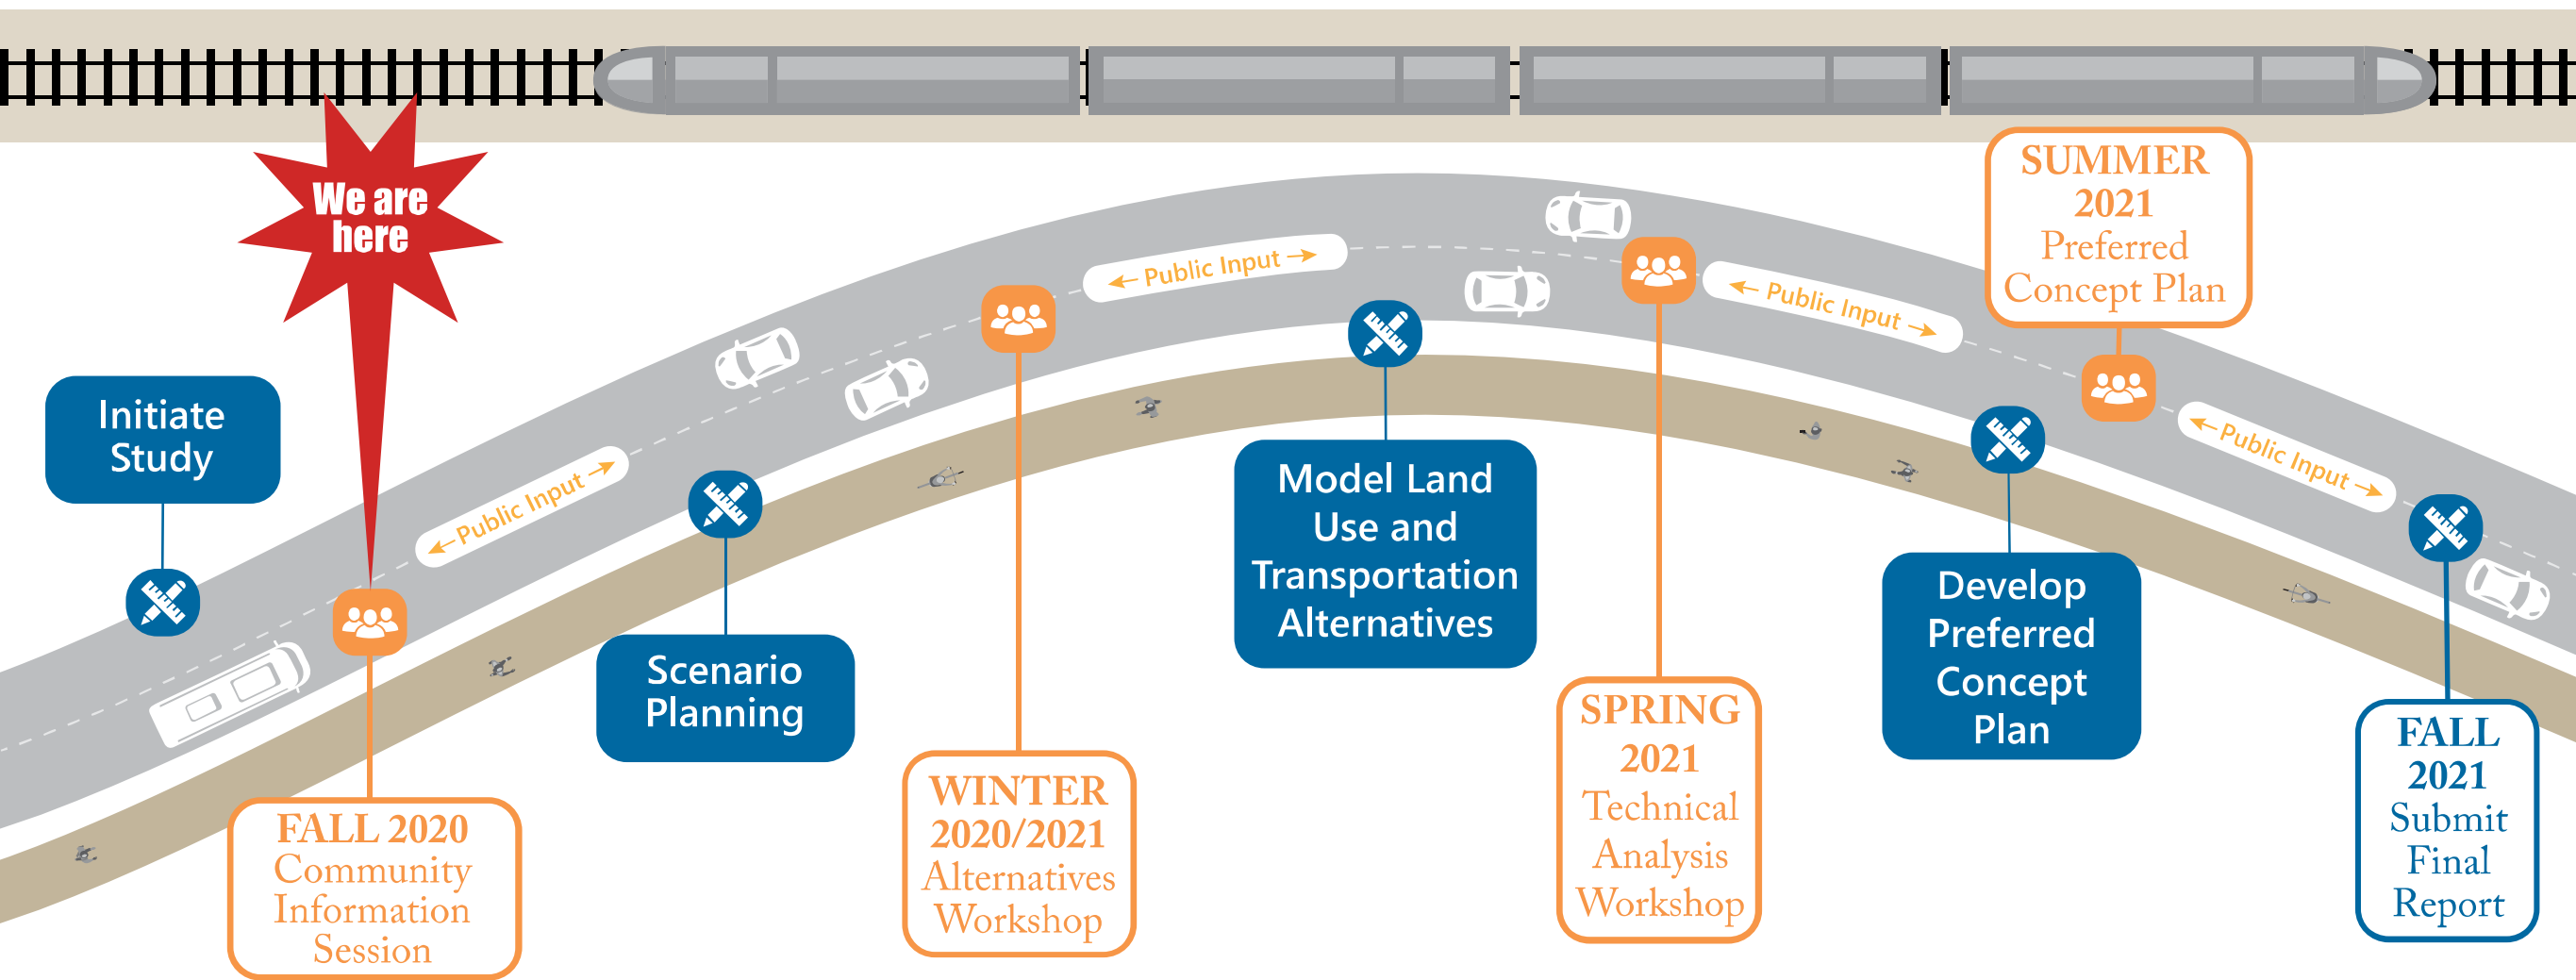 We are
here
Initiate
Study
← Public Input →
FALL 2020
Community
Information
Session
Scenario
Planning
WINTER
2020/2021
Alternatives
Workshop
← Public Input →
Model Land
Use and
Transportation
Alternatives
SPRING
2021
Technical
Analysis
Workshop
← Public Input →
Develop
Preferred
Concept
Plan
SUMMER
2021
Preferred
Concept Plan
← Public Input →
FALL
2021
Submit
Final
Report